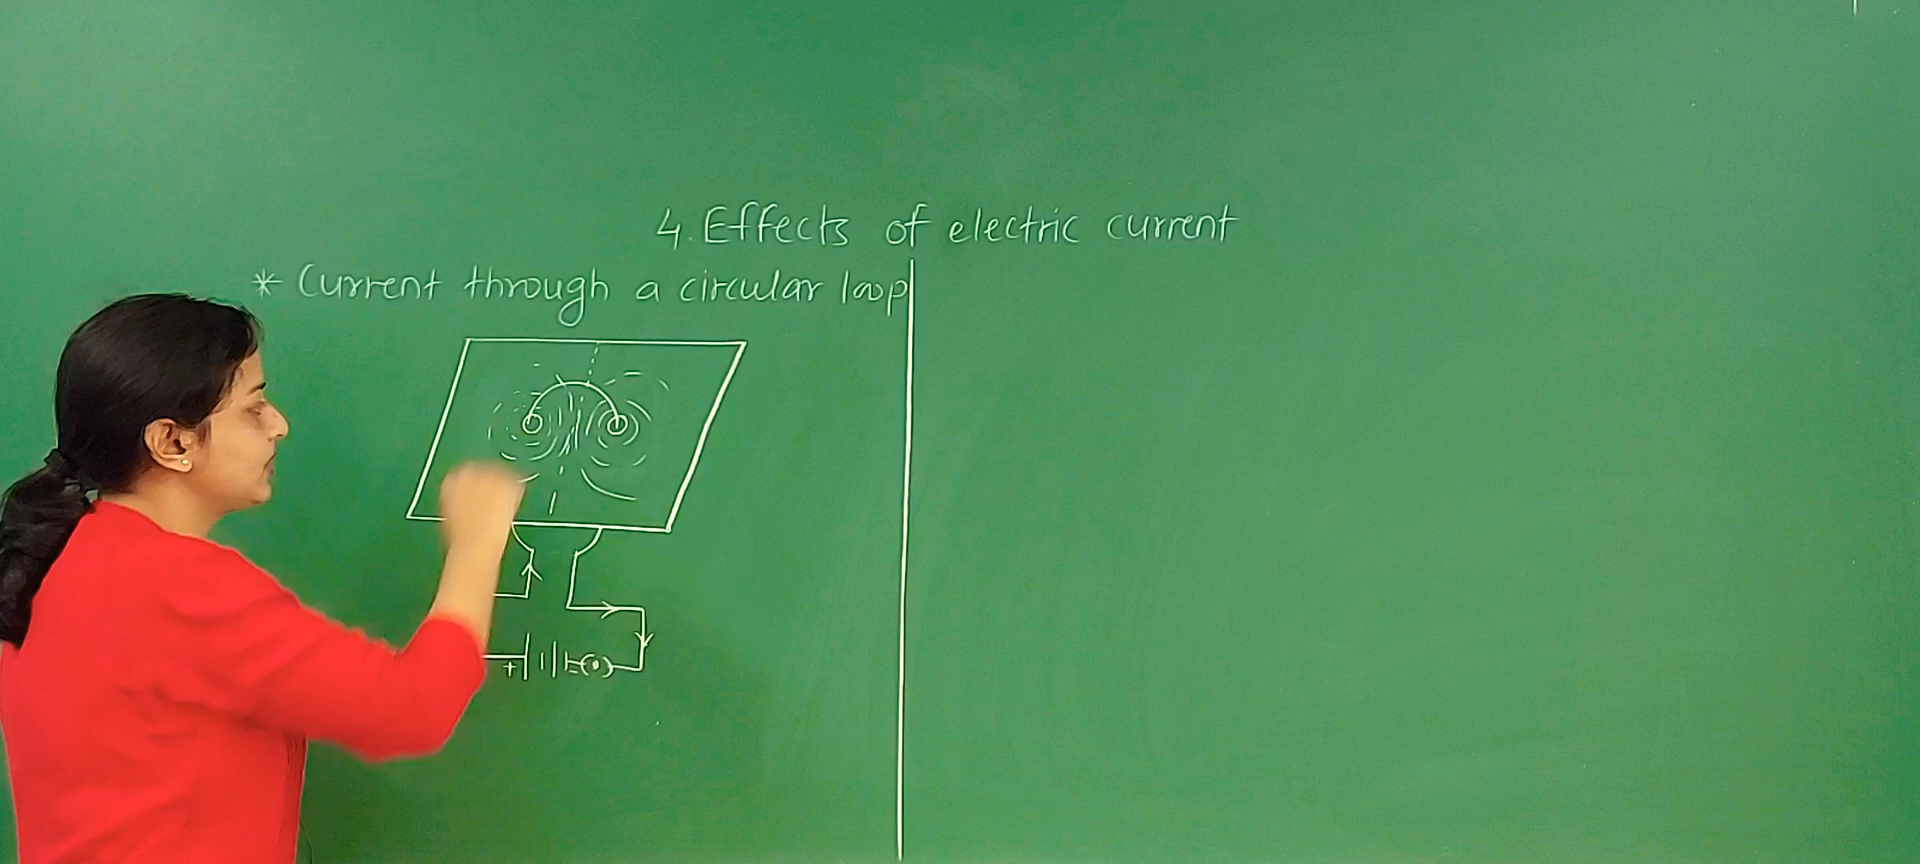 4. Effects of electric current
* Current through a circular loop
+